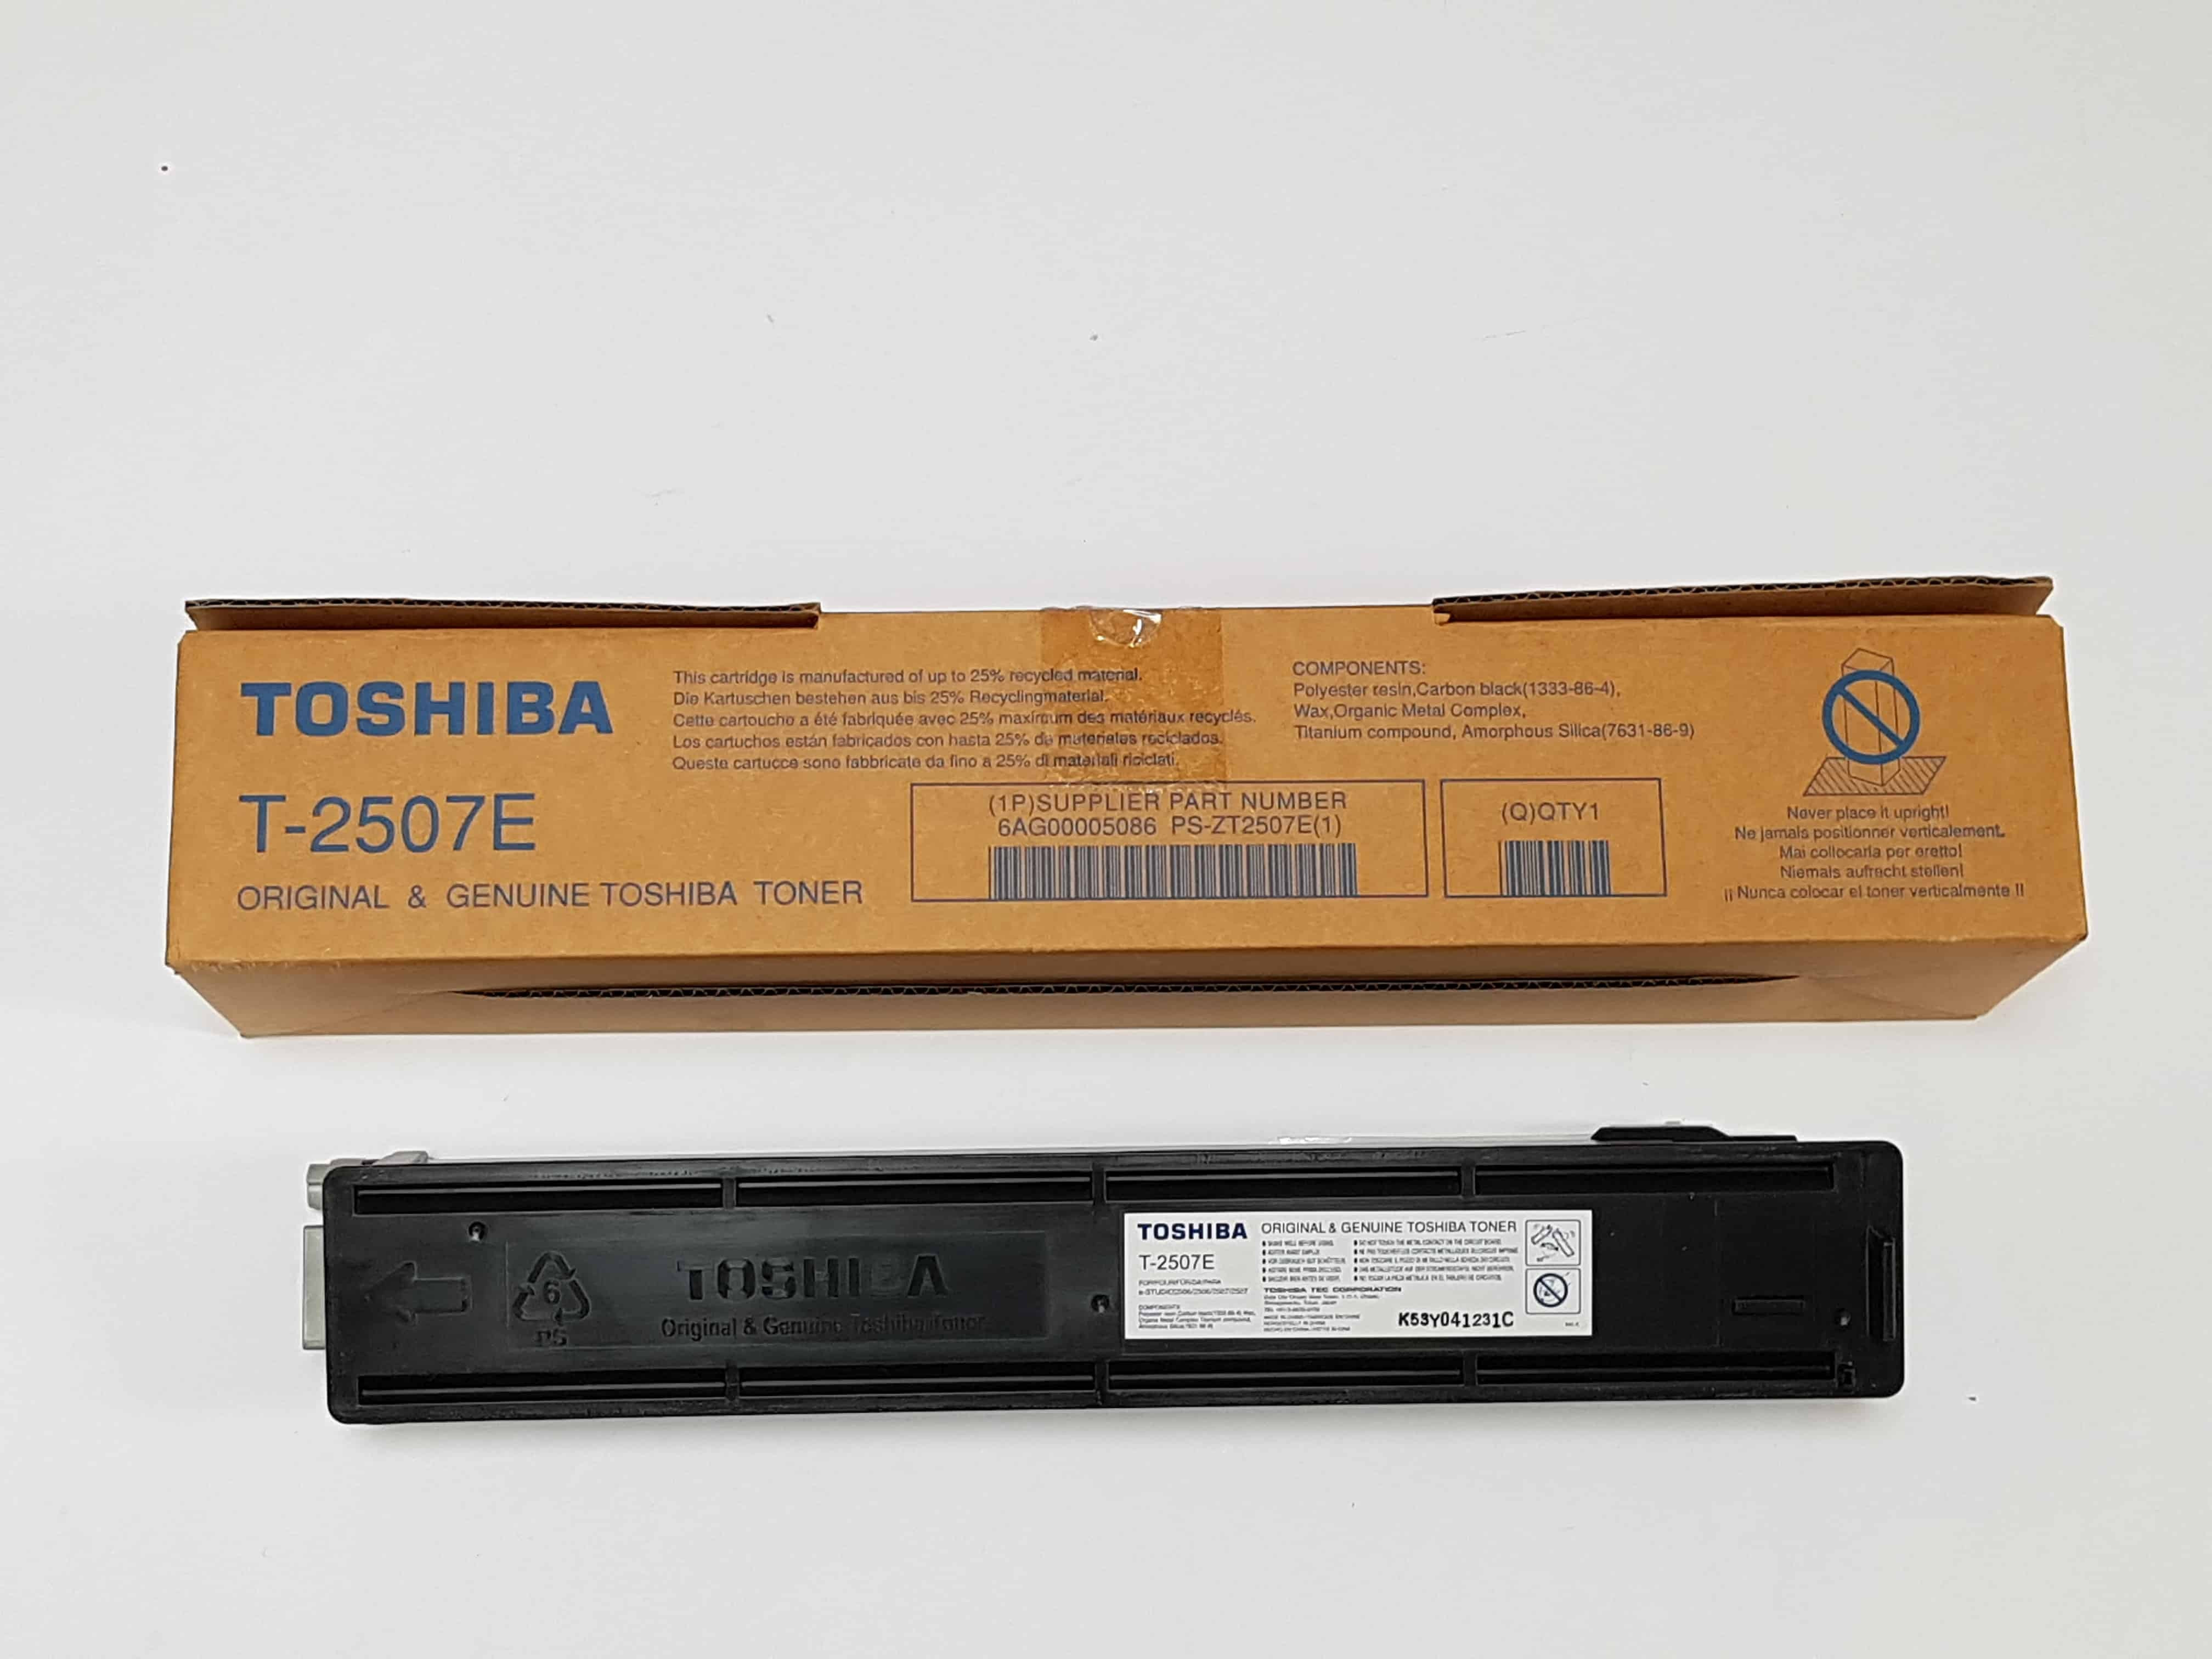 TOSHIBA
T-2507E
ORIGINAL & GENUINE TOSHIBA TONER
This cartridge is manufactured of up to 25% recycled material.
Die Kartuschen bestehen aus bis 25% Recyclingmaterial.
Cette cartouche a été fabriquée avec 25% maximum des matériaux recyclés.
Los cartuchos están fabricados con hasta 25% de materiales reciclados.
Queste cartucce sono fabbricate da fino a 25% di materiali riciclati.
(1P)SUPPLIER PART NUMBER
6AG00005086 PS-ZT2507E(1)
COMPONENTS:
Polyester resin,Carbon black(1333-86-4),
Wax,Organic Metal Complex,
Titanium compound, Amorphous Silica(7631-86-9)
(Q)QTY1
Never place it upright!
Ne jamais positionner verticalement.
Mai collocarla per eretto!
Niemals aufrecht stellen!
¡¡ Nunca colocar el toner verticalmente !!
6
PS
TOSHIBA
Original & Genuine Toshiba Toner
TOSHIBA ORIGINAL & GENUINE TOSHIBA TONER
T-2507E
TOSHIBA TEC CORPORATION
K53Y041231C